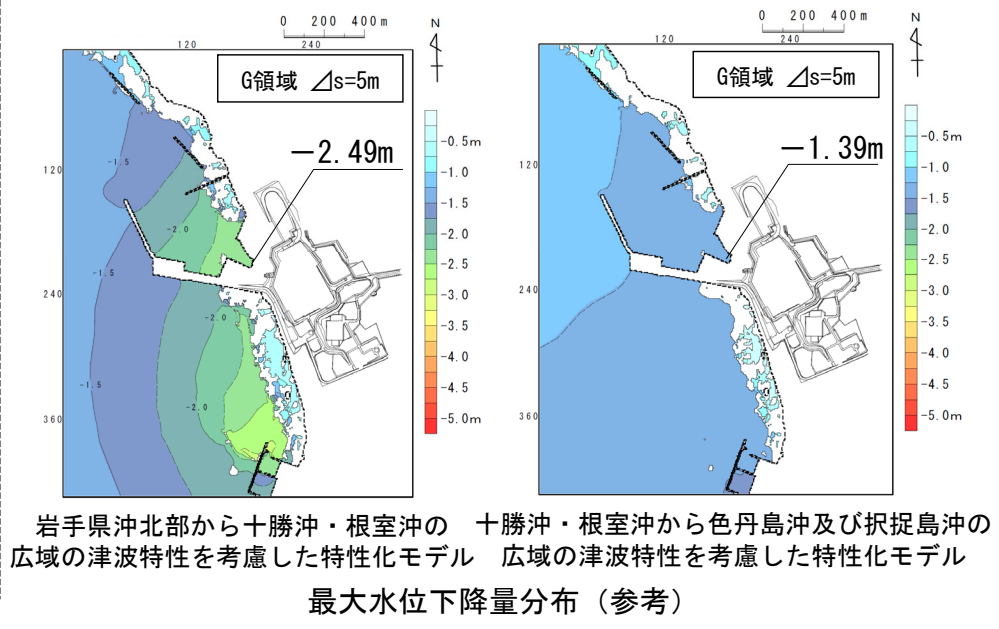 0 200 400m
N
120 240
G領域 ⊿s=5m
-2.49m
-0.5m
-1.0
-1.5
-2.0
-2.5
-3.0
-3.5
-4.0
-4.5
-5.0m
120
240
360
-1.5
-2.0
-1.5
-2.0
-1.5
-2.0
0 200 400m
N
120 240
G領域 ⊿s=5m
-1.39m
-0.5m
-1.0
-1.5
-2.0
-2.5
-3.0
-3.5
-4.0
-4.5
-5.0m
120
240
360
岩手県沖北部から十勝沖・根室沖の
広域の津波特性を考慮した特性化モデル
十勝沖・根室沖から色丹島沖及び択捉島沖の
広域の津波特性を考慮した特性化モデル
最大水位下降量分布（参考）